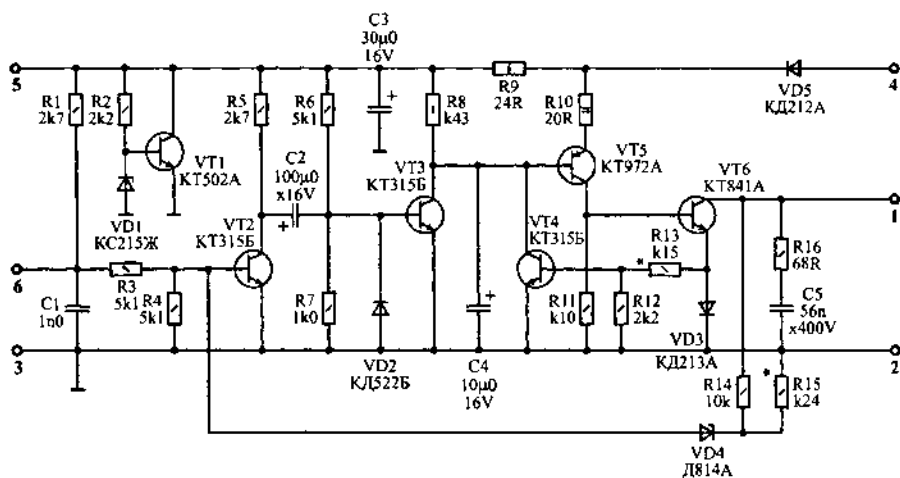 C3
30μ0
16V
5
4
R1
2k7
R2
2k2
R5
2k7
R6
5k1
R8
k43
R9
24R
R10
20R
VD5
КД212А
VT1
КТ502А
C2
100μ0
x16V
VT3
КТ315Б
VT5
КТ972А
VT6
КТ841А
1
VD1
КС215Ж
VT2
КТ315Б
VT4
КТ315Б
R13
* k15
R16
68R
6
R3
5k1
R4
5k1
C1
1n0
R7
1k0
R11
k10
R12
2k2
C5
56n
x400V
VD3
КД213А
3
2
VD2
КД522Б
C4
10μ0
16V
R14
10k
* R15
k24
VD4
Д814А